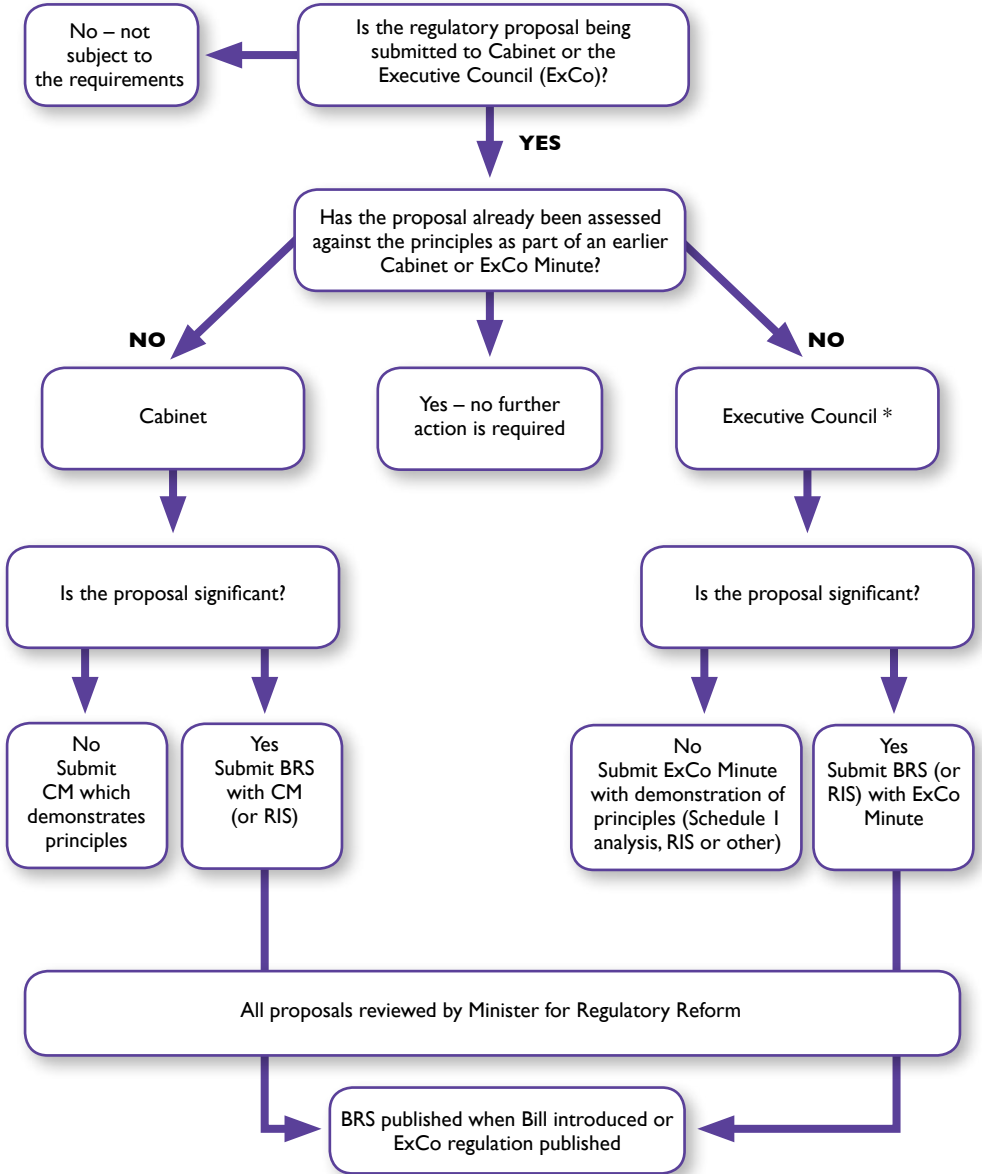 No – not
subject to
the requirements
Is the regulatory proposal being
submitted to Cabinet or the
Executive Council (ExCo)?
YES
Has the proposal already been assessed
against the principles as part of an earlier
Cabinet or ExCo Minute?
NO
NO
Cabinet
Yes – no further
action is required
Executive Council *
Is the proposal significant?
Is the proposal significant?
No
Submit
CM which
demonstrates
principles
Yes
Submit BRS
with CM
(or RIS)
No
Submit ExCo Minute
with demonstration of
principles (Schedule 1
analysis, RIS or other)
Yes
Submit BRS (or
RIS) with ExCo
Minute
All proposals reviewed by Minister for Regulatory Reform
BRS published when Bill introduced or
ExCo regulation published